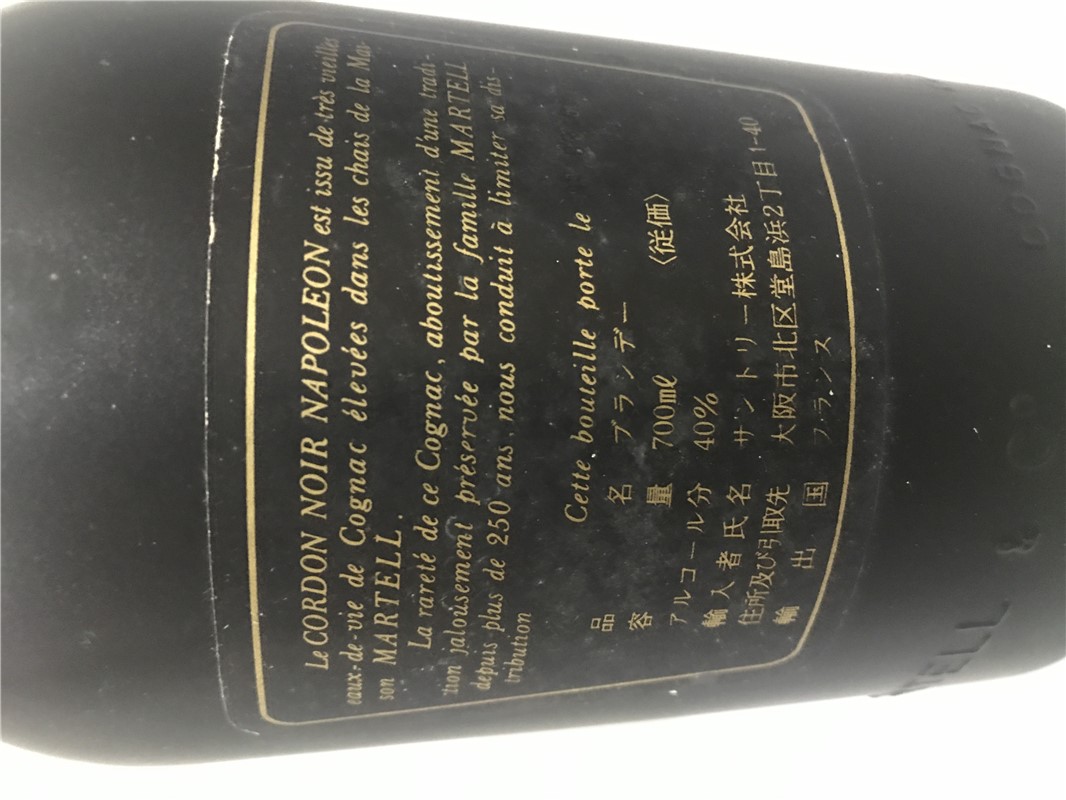 Le CORDON NOIR NAPOLEON est issu de très vieilles
eaux-de-vie de Cognac élevées dans les chais de la Mai-
son MARTELL.
La rareté de ce Cognac, aboutissement d'une tradi-
tion jalousement préservée par la famille MARTELL
depuis plus de 250 ans, nous conduit à limiter sa dis-
tribution
Cette bouteille porte le
品名 ブランデー
容量 700ml 〈従価〉
アルコール分 40%
輸入者氏名 サントリー株式会社
住所及び引取先 大阪市北区堂島浜2丁目1-40
輸出国 フランス
COGNAC
TELL & Co